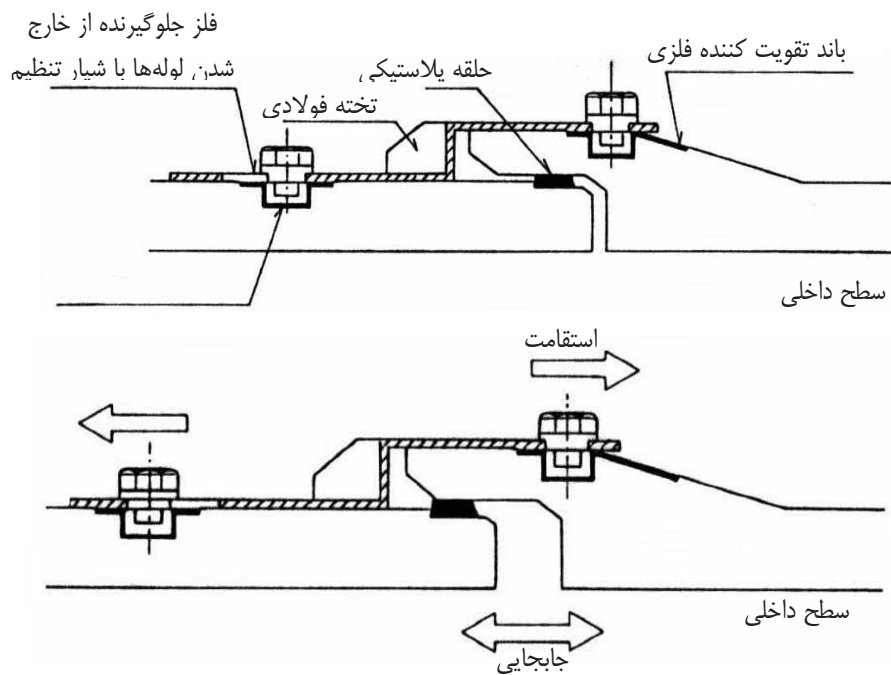 فلز جلوگیرنده از خارج
شدن لوله‌ها با شیار تنظیم
حلقه پلاستیکی
تخته فولادی
باند تقویت کننده فلزی
سطح داخلی
استقامت
سطح داخلی
جابجایی